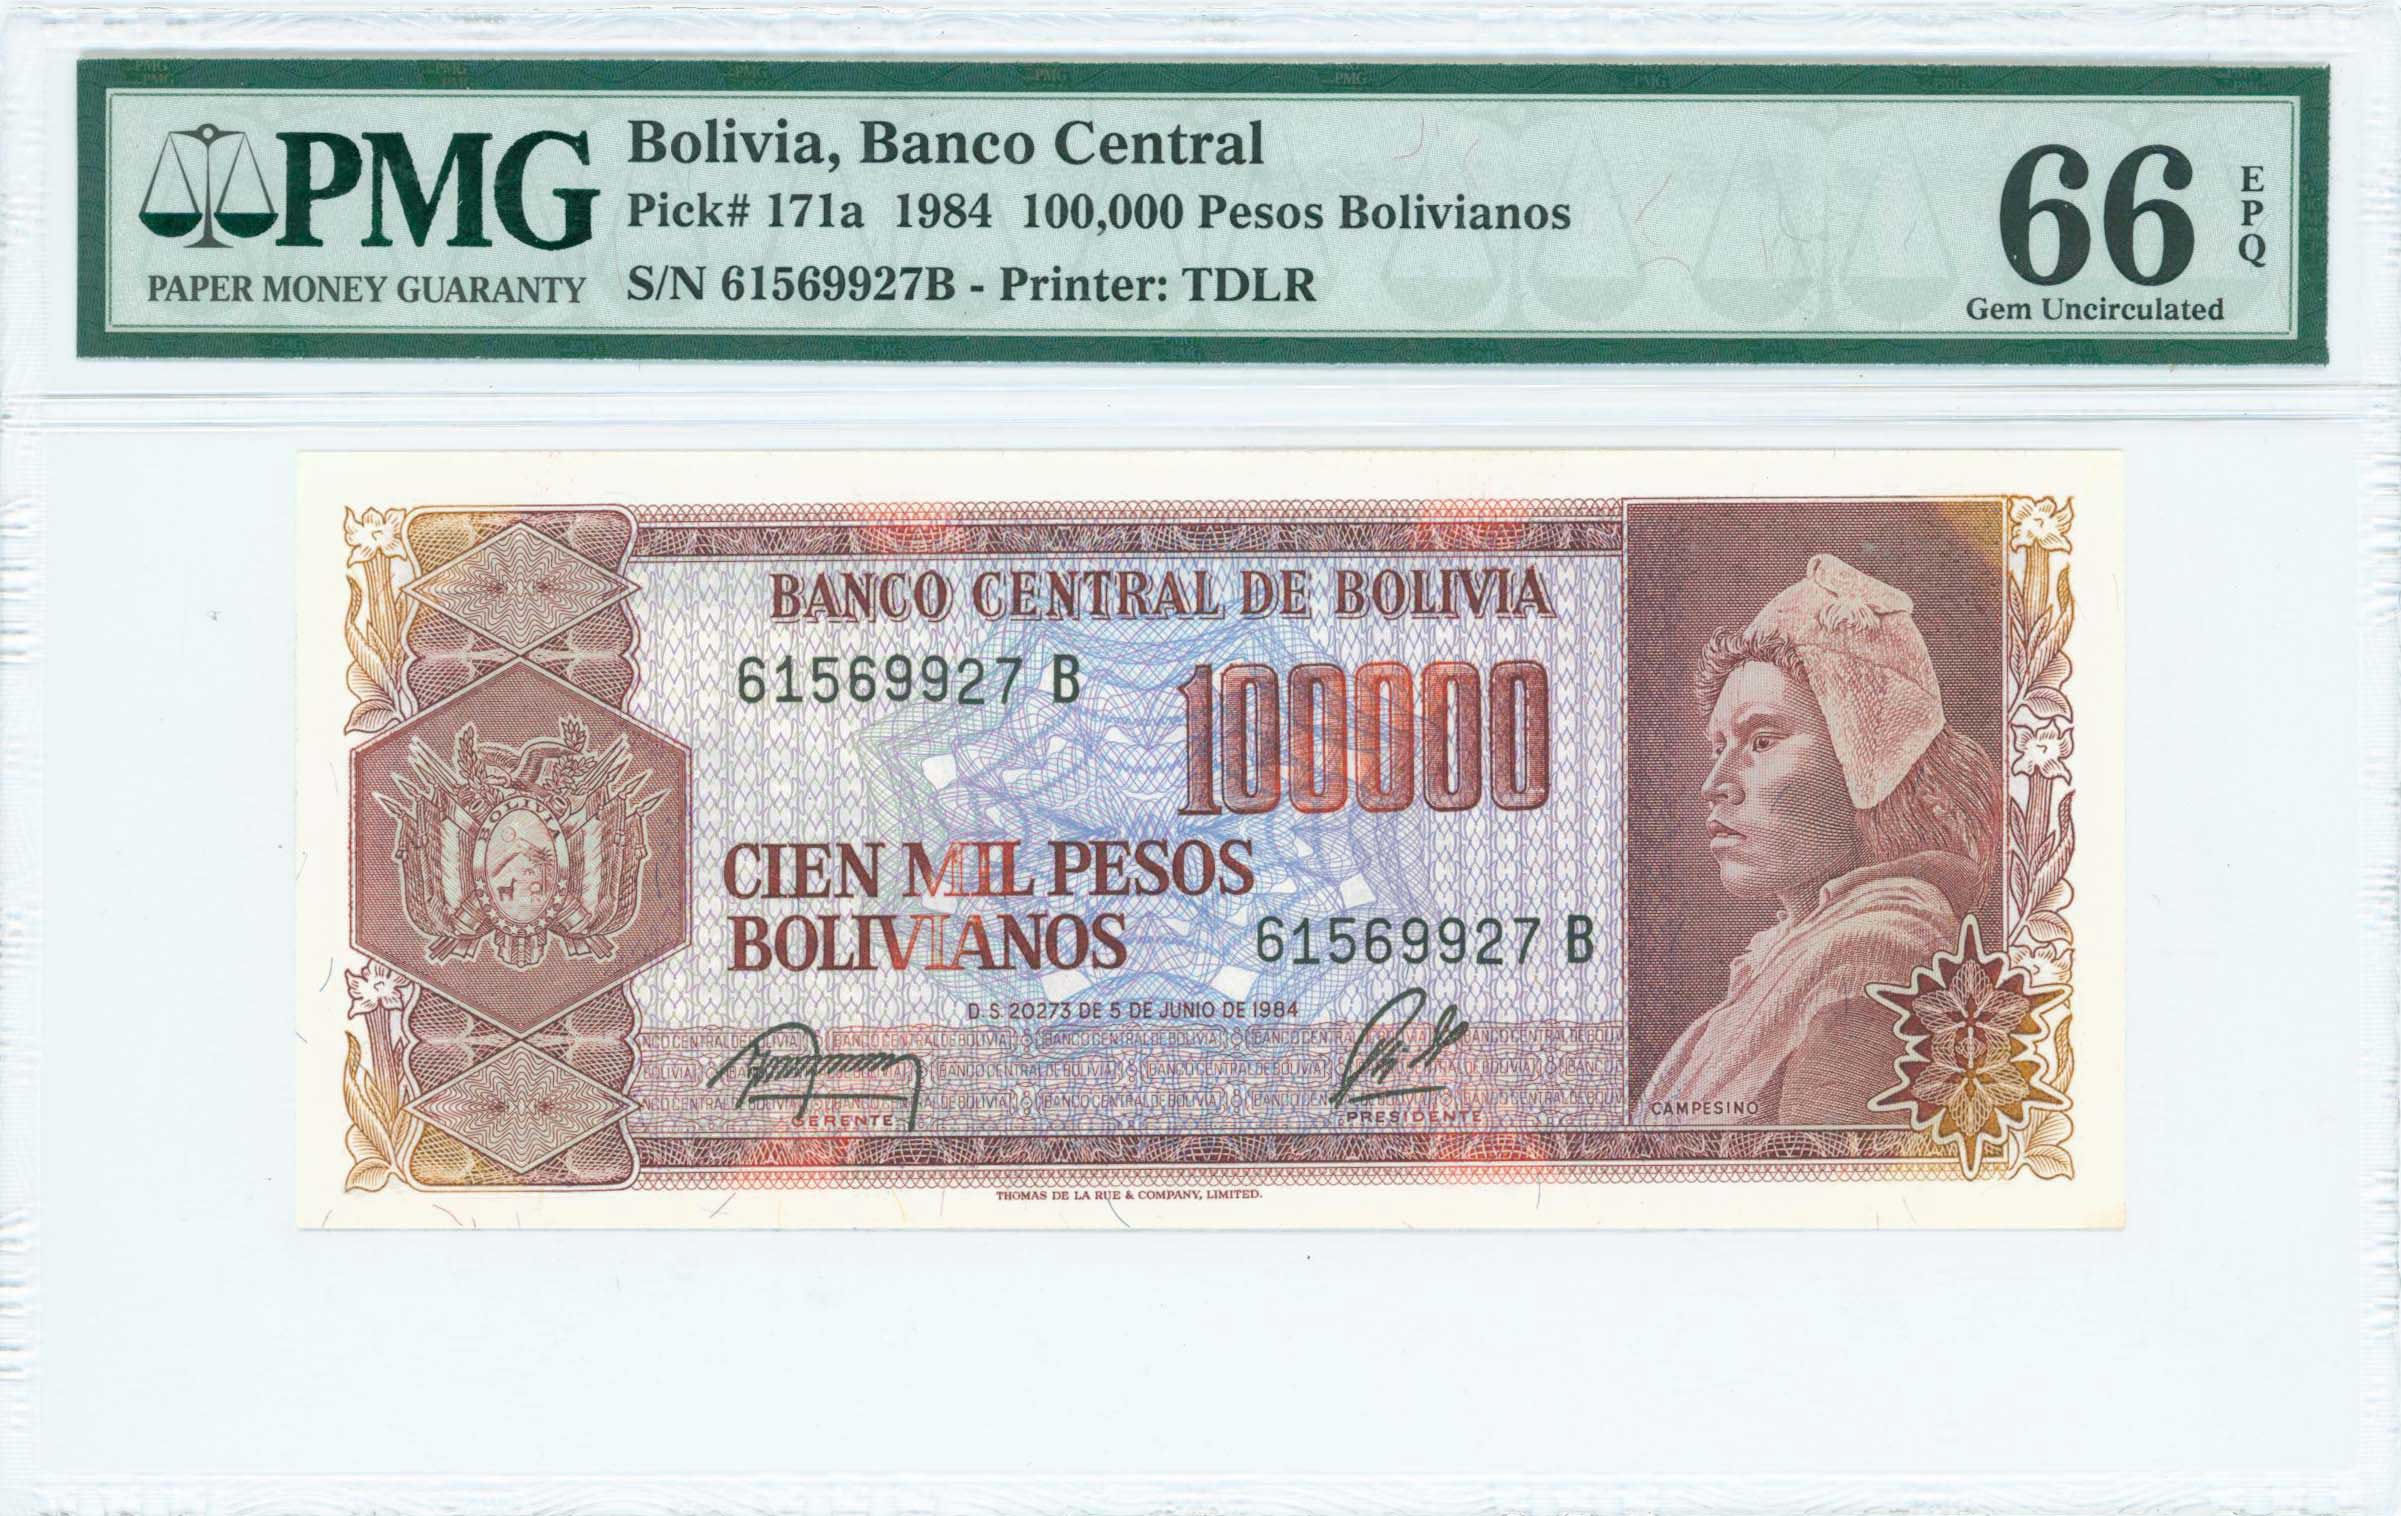 PMG
PAPER MONEY GUARANTY
Bolivia, Banco Central
Pick# 171a 1984 100,000 Pesos Bolivianos
S/N 61569927B - Printer: TDLR
66
EPQ
Gem Uncirculated
BANCO CENTRAL DE BOLIVIA
61569927 B
100000
BOLIVIA
CIEN MIL PESOS
BOLIVIANOS
61569927 B
D.S. 20273 DE 5 DE JUNIO DE 1984
GERENTE
PRESIDENTE
CAMPESINO
THOMAS DE LA RUE & COMPANY, LIMITED.